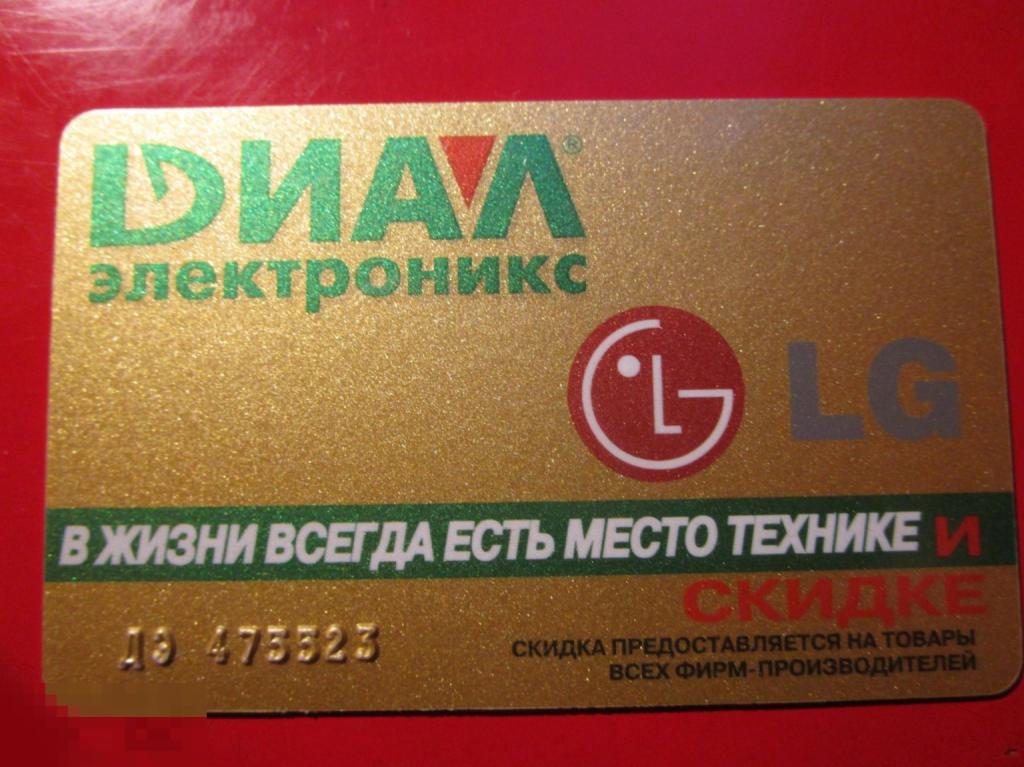 ДИАЛ®
электроникс
LG
В ЖИЗНИ ВСЕГДА ЕСТЬ МЕСТО ТЕХНИКЕ И
СКИДКЕ
ДЭ 475523
СКИДКА ПРЕДОСТАВЛЯЕТСЯ НА ТОВАРЫ
ВСЕХ ФИРМ-ПРОИЗВОДИТЕЛЕЙ